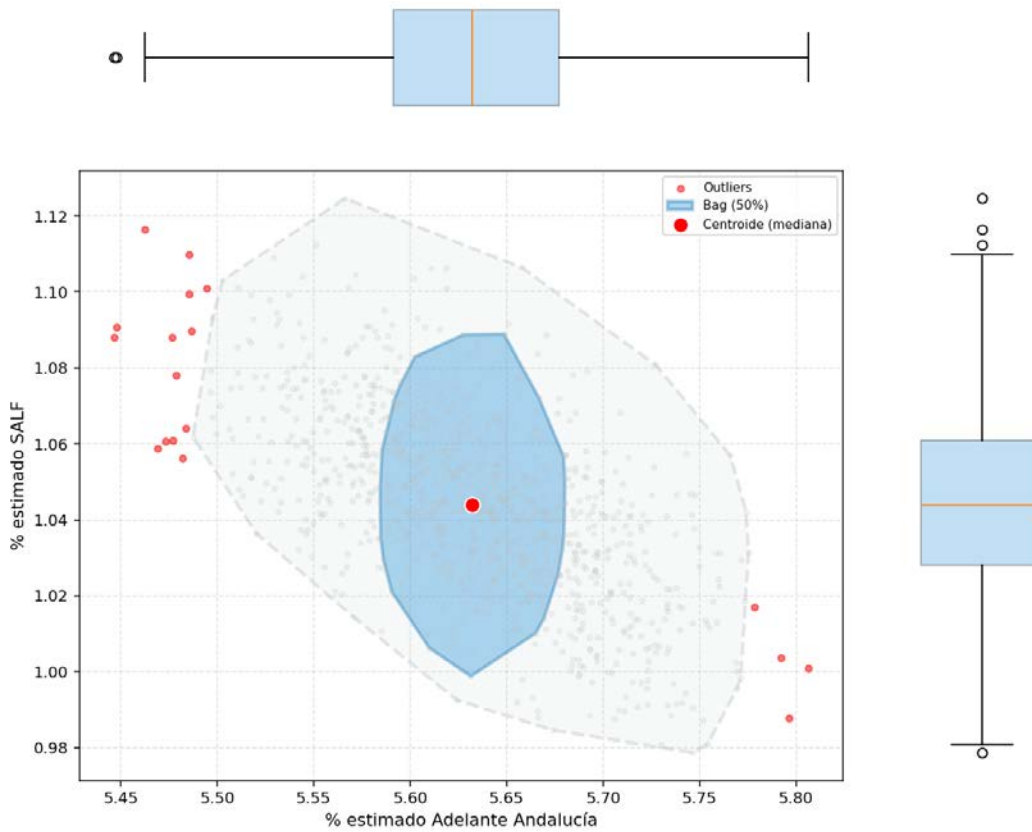 Outliers
Bag (50%)
Centroide (mediana)
1.12
1.10
1.08
1.06
1.04
1.02
1.00
0.98
% estimado SALF
5.45 5.50 5.55 5.60 5.65 5.70 5.75 5.80
% estimado Adelante Andalucía